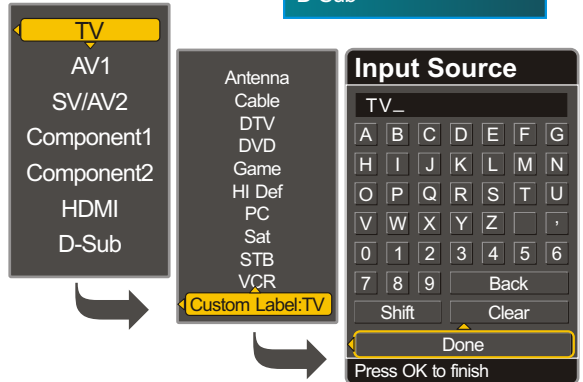 D-Sub
TV
AV1
SV/AV2
Component1
Component2
HDMI
D-Sub
Antenna
Cable
DTV
DVD
Game
HI Def
PC
Sat
STB
VCR
Custom Label:TV
Input Source
TV_
A B C D E F G
H I J K L M N
O P Q R S T U
V W X Y Z ,
0 1 2 3 4 5 6
7 8 9 Back
Shift Clear
Done
Press OK to finish